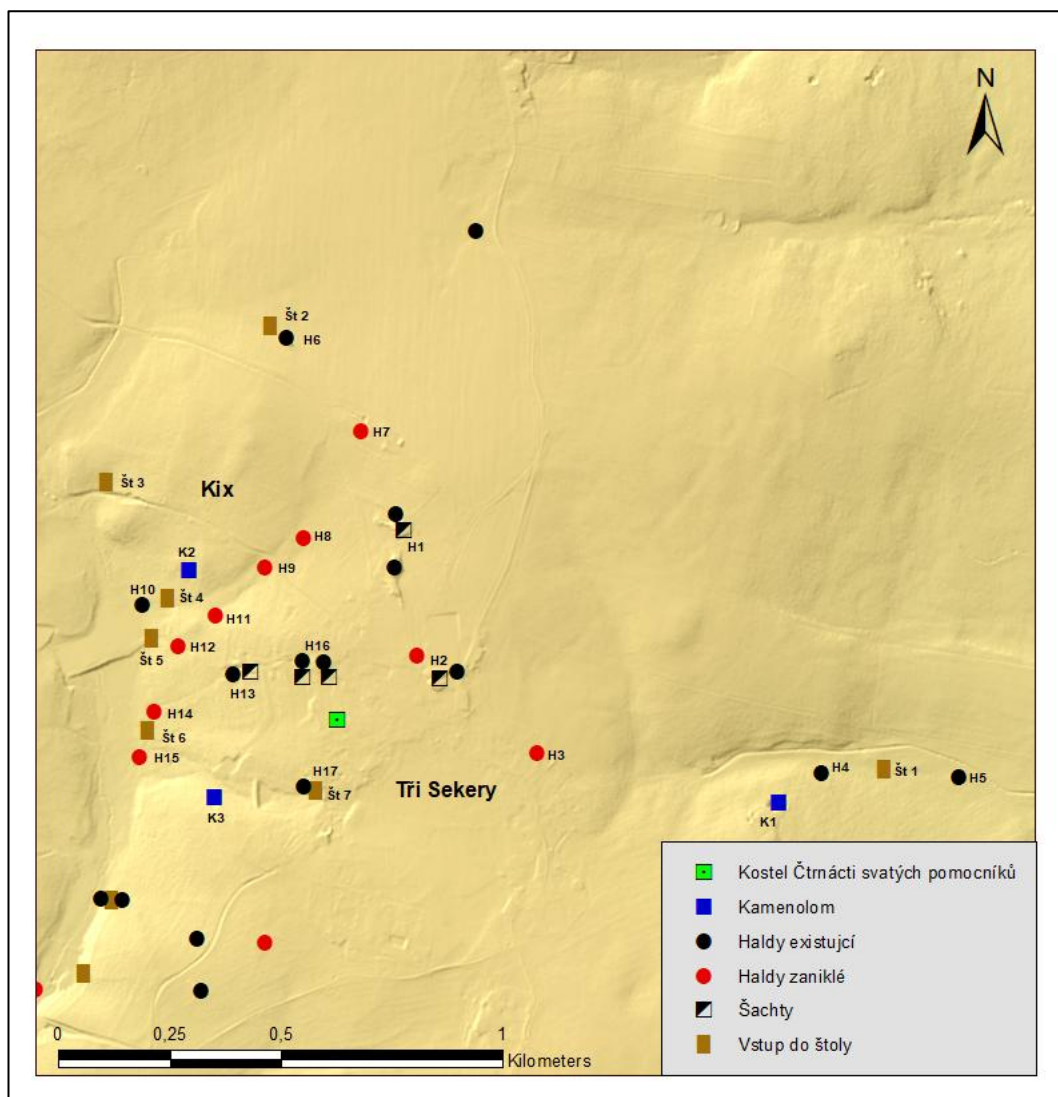 N
Št 2
H6
H7
Št 3
Kix
H8
H1
K2
H9
H10
Št 4
H11
H12
Št 5
H16
H2
H13
H14
Št 6
H15
H3
H17
Št 7
Tři Sekery
K3
H4
Št 1
H5
K1
Kostel Čtrnácti svatých pomocníků
Kamenolom
Haldy existujcí
Haldy zaniklé
Šachty
Vstup do štoly
0 0,25 0,5 1
Kilometers